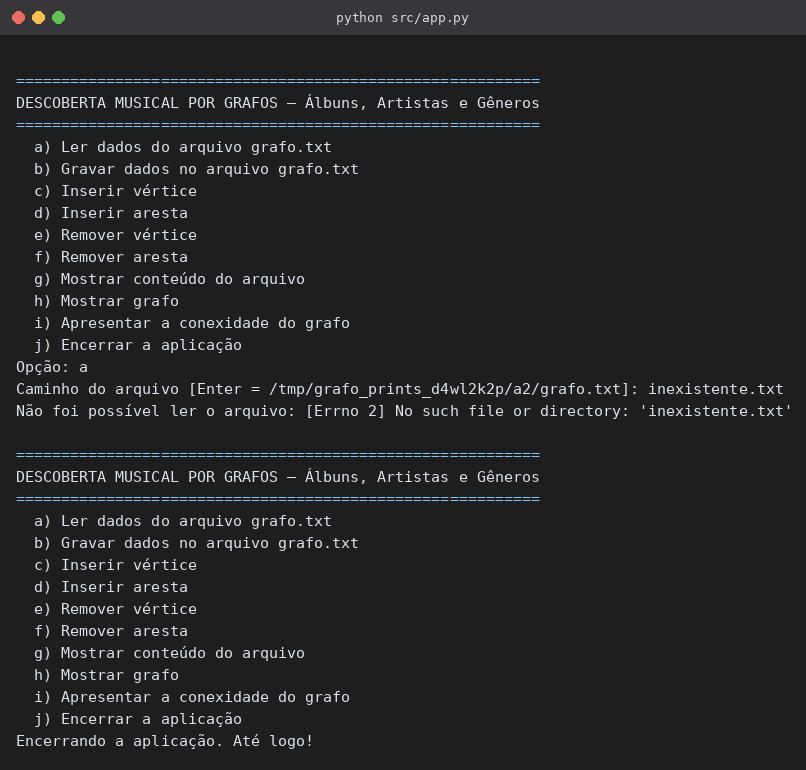 python src/app.py
==========================================================
DESCOBERTA MUSICAL POR GRAFOS — Álbuns, Artistas e Gêneros
==========================================================
a) Ler dados do arquivo grafo.txt
b) Gravar dados no arquivo grafo.txt
c) Inserir vértice
d) Inserir aresta
e) Remover vértice
f) Remover aresta
g) Mostrar conteúdo do arquivo
h) Mostrar grafo
i) Apresentar a conexidade do grafo
j) Encerrar a aplicação
Opção: a
Caminho do arquivo [Enter = /tmp/grafo_prints_d4wl2k2p/a2/grafo.txt]: inexistente.txt
Não foi possível ler o arquivo: [Errno 2] No such file or directory: 'inexistente.txt'
==========================================================
DESCOBERTA MUSICAL POR GRAFOS — Álbuns, Artistas e Gêneros
==========================================================
a) Ler dados do arquivo grafo.txt
b) Gravar dados no arquivo grafo.txt
c) Inserir vértice
d) Inserir aresta
e) Remover vértice
f) Remover aresta
g) Mostrar conteúdo do arquivo
h) Mostrar grafo
i) Apresentar a conexidade do grafo
j) Encerrar a aplicação
Encerrando a aplicação. Até logo!